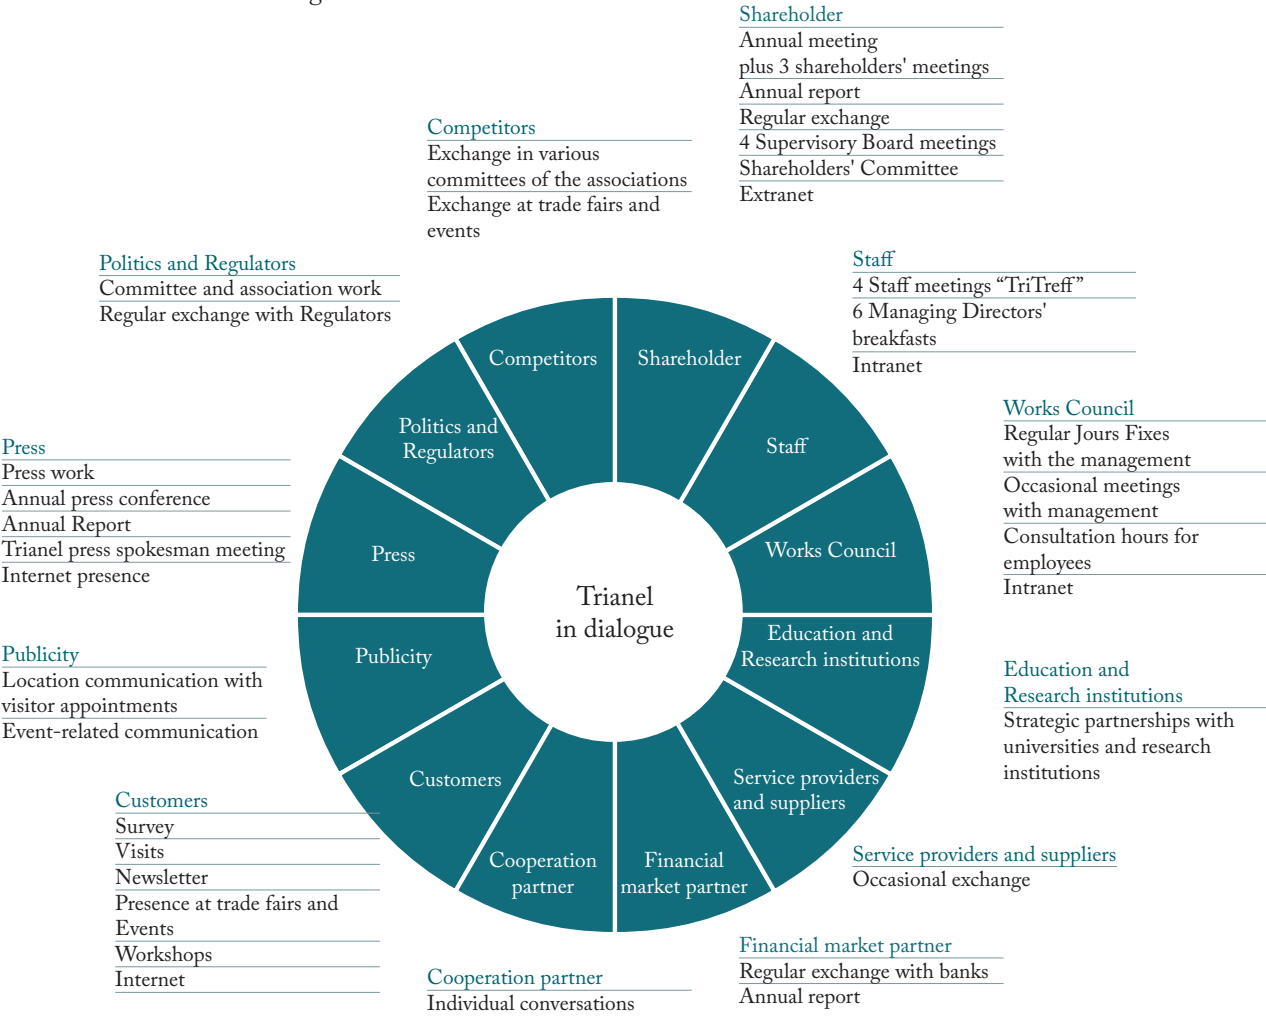 Shareholder
Annual meeting
plus 3 shareholders' meetings
Annual report
Regular exchange
4 Supervisory Board meetings
Shareholders' Committee
Extranet
Competitors
Exchange in various
committees of the associations
Exchange at trade fairs and
events
Politics and Regulators
Committee and association work
Regular exchange with Regulators
Staff
4 Staff meetings “TriTreff”
6 Managing Directors'
breakfasts
Intranet
Works Council
Regular Jours Fixes
with the management
Occasional meetings
with management
Consultation hours for
employees
Intranet
Press
Press work
Annual press conference
Annual Report
Trianel press spokesman meeting
Internet presence
Competitors
Shareholder
Politics and
Regulators
Staff
Press
Works Council
Trianel
in dialogue
Publicity
Education and
Research institutions
Customers
Service providers
and suppliers
Cooperation
partner
Financial
market partner
Publicity
Location communication with
visitor appointments
Event-related communication
Education and
Research institutions
Strategic partnerships with
universities and research
institutions
Customers
Survey
Visits
Newsletter
Presence at trade fairs and
Events
Workshops
Internet
Service providers and suppliers
Occasional exchange
Cooperation partner
Individual conversations
Financial market partner
Regular exchange with banks
Annual report